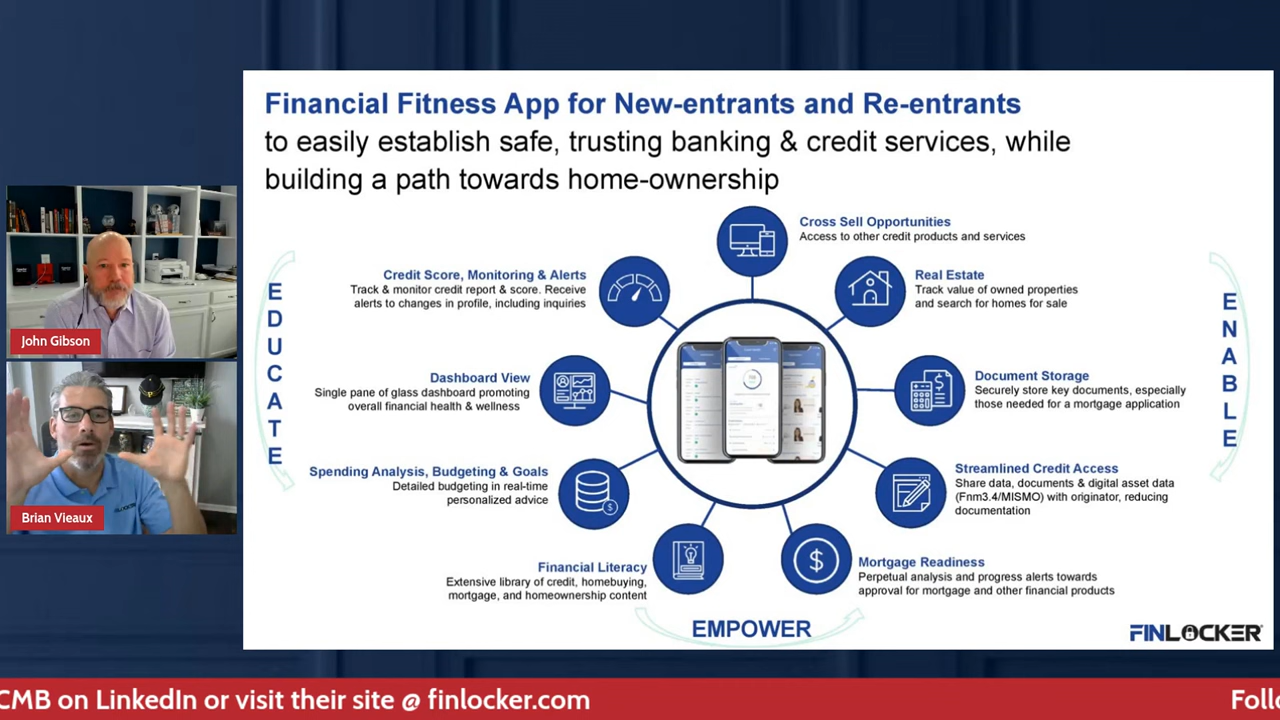 Financial Fitness App for New-entrants and Re-entrants
to easily establish safe, trusting banking & credit services, while
building a path towards home-ownership
Cross Sell Opportunities
Access to other credit products and services
Credit Score, Monitoring & Alerts
Track & monitor credit report & score. Receive
alerts to changes in profile, including inquiries
Real Estate
Track value of owned properties
and search for homes for sale
EDUCATE
ENABLE
Dashboard View
Single pane of glass dashboard promoting
overall financial health & wellness
Document Storage
Securely store key documents, especially
those needed for a mortgage application
Spending Analysis, Budgeting & Goals
Detailed budgeting in real-time
personalized advice
Streamlined Credit Access
Share data, documents & digital asset data
(Fnm3.4/MISMO) with originator, reducing
documentation
Financial Literacy
Extensive library of credit, homebuying,
mortgage, and homeownership content
Mortgage Readiness
Perpetual analysis and progress alerts towards
approval for mortgage and other financial products
EMPOWER
FINLOCKER
John Gibson
Brian Vieaux
CMB on LinkedIn or visit their site @ finlocker.com
Follo